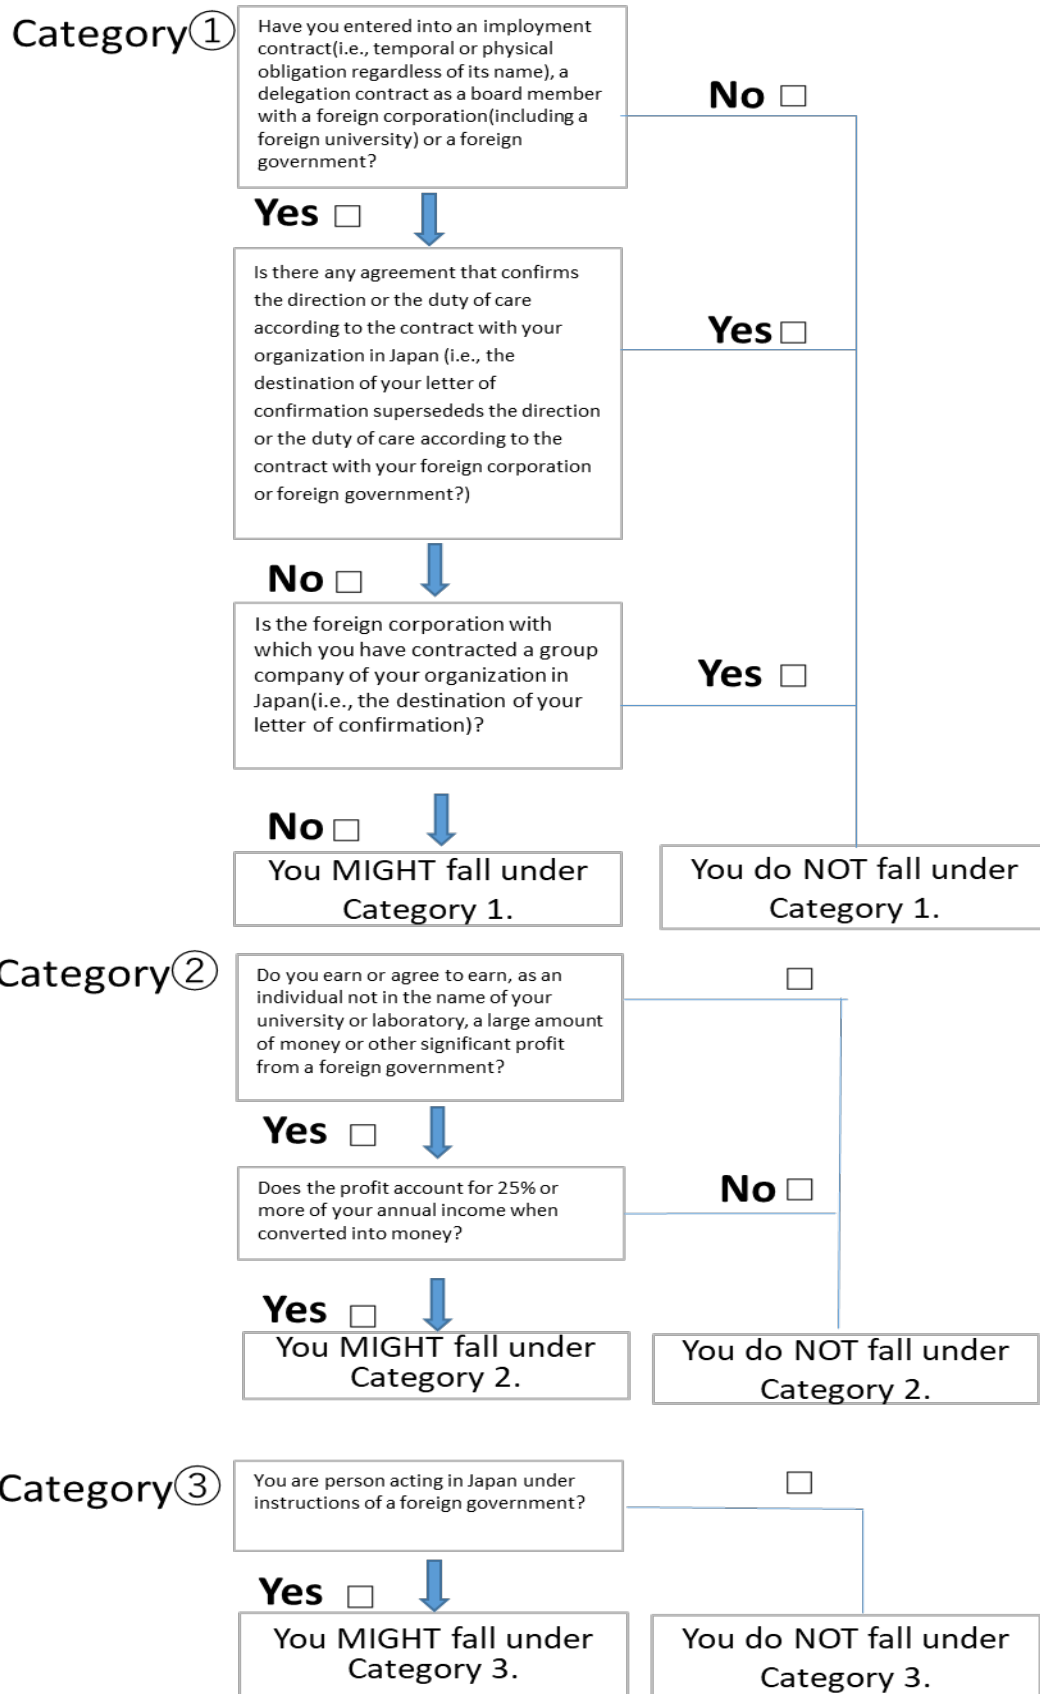 Category①
Have you entered into an imployment
contract(i.e., temporal or physical
obligation regardless of its name), a
delegation contract as a board member
with a foreign corporation(including a
foreign university) or a foreign
government?
No □
Yes □
Is there any agreement that confirms
the direction or the duty of care
according to the contract with your
organization in Japan (i.e., the
destination of your letter of
confirmation supersededs the direction
or the duty of care according to the
contract with your foreign corporation
or foreign government?)
Yes □
No □
Is the foreign corporation with
which you have contracted a group
company of your organization in
Japan(i.e., the destination of your
letter of confirmation)?
Yes □
No □
You MIGHT fall under
Category 1.
You do NOT fall under
Category 1.
Category②
Do you earn or agree to earn, as an
individual not in the name of your
university or laboratory, a large amount
of money or other significant profit
from a foreign government?
□
Yes □
Does the profit account for 25% or
more of your annual income when
converted into money?
No □
Yes □
You MIGHT fall under
Category 2.
You do NOT fall under
Category 2.
Category③
You are person acting in Japan under
instructions of a foreign government?
□
Yes □
You MIGHT fall under
Category 3.
You do NOT fall under
Category 3.